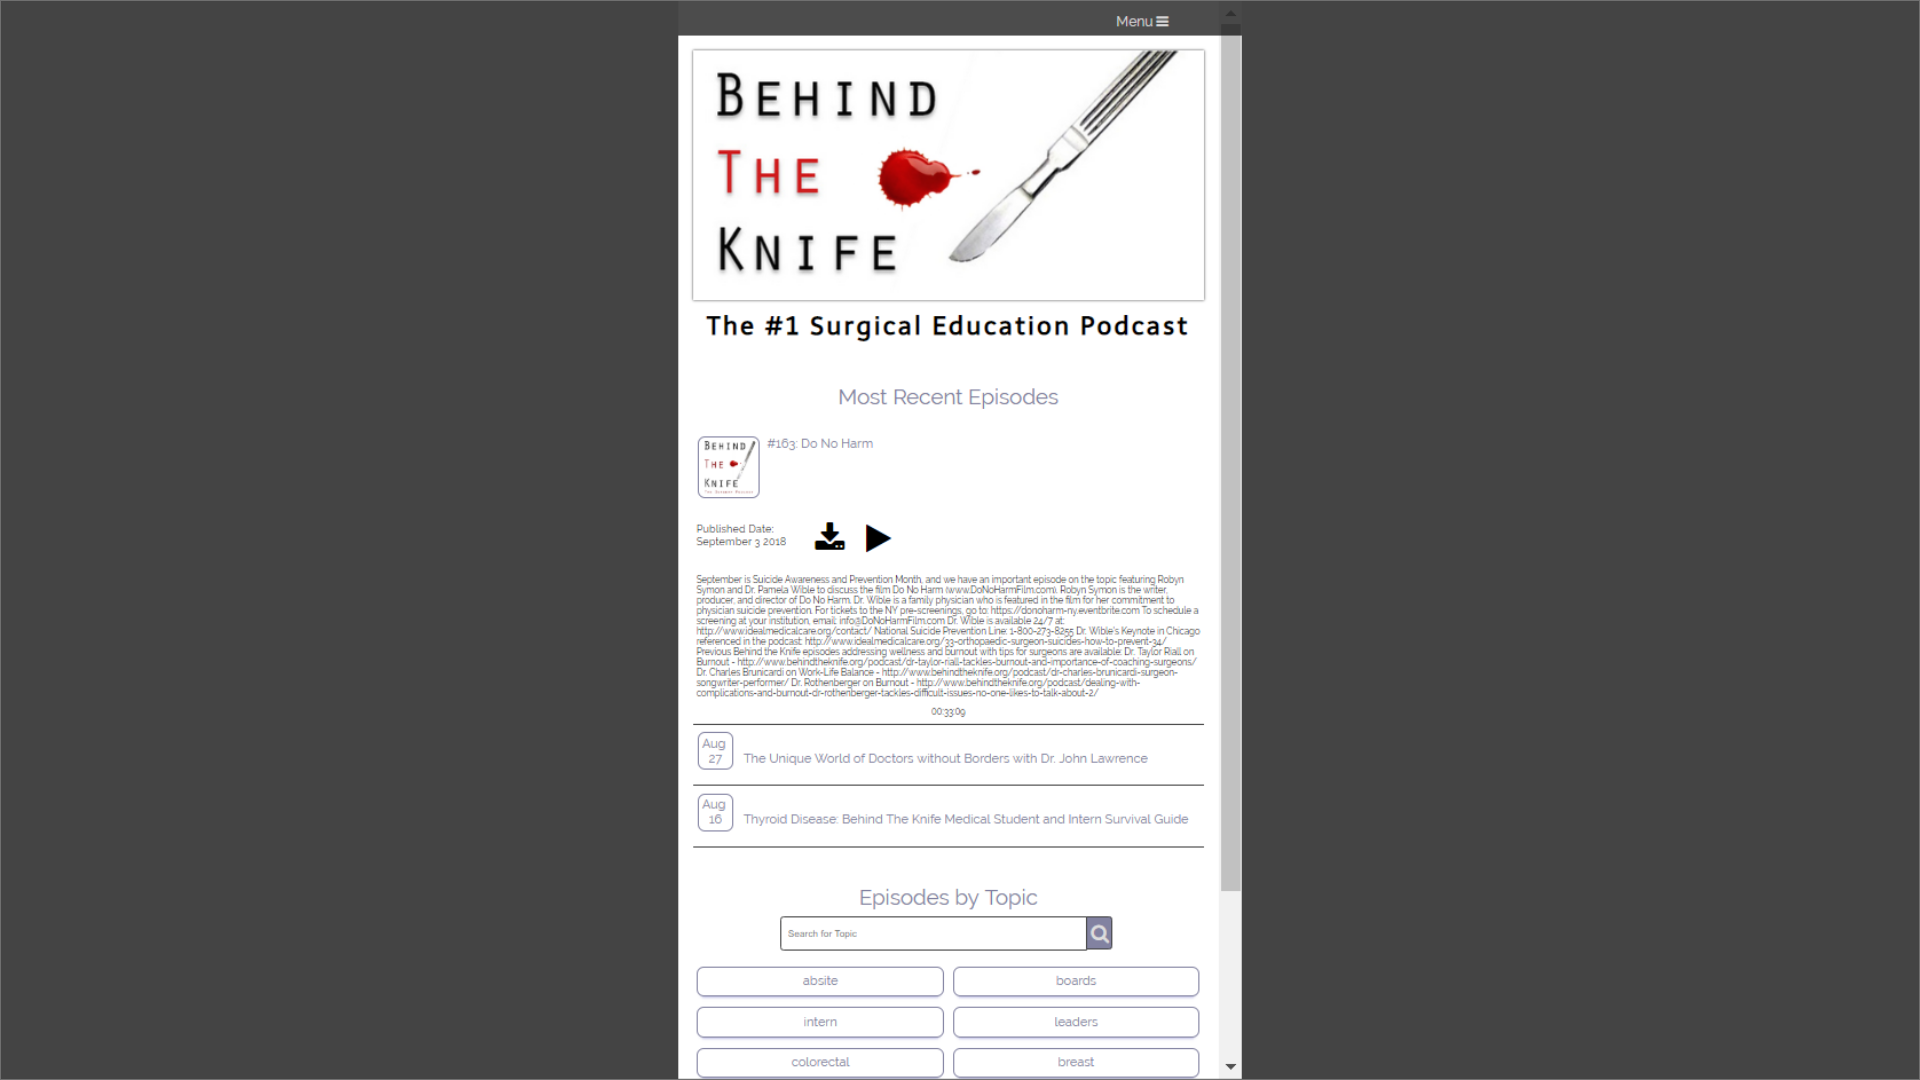 Menu
BEHIND
THE
KNIFE
The #1 Surgical Education Podcast
Most Recent Episodes
BEHIND
THE
KNIFE
#163: Do No Harm
Published Date:
September 3 2018
September is Suicide Awareness and Prevention Month, and we have an important episode on the topic featuring Robyn
Symon and Dr. Pamela Wible to discuss the film Do No Harm (www.DoNoHarmFilm.com). Robyn Symon is the writer,
producer, and director of Do No Harm. Dr. Wible is a family physician who is featured in the film for her commitment to
physician suicide prevention. For tickets to the NY pre-screenings, go to: https://donoharm-ny.eventbrite.com To schedule a
screening at your institution, email: info@DoNoHarmFilm.com Dr. Wible is available 24/7 at:
http://www.idealmedicalcare.org/contact/ National Suicide Prevention Line: 1-800-273-8255 Dr. Wible's Keynote in Chicago
referenced in the podcast: http://www.idealmedicalcare.org/33-orthopaedic-surgeon-suicides-how-to-prevent-34/
Previous Behind the Knife episodes addressing wellness and burnout with tips for surgeons are available: Dr. Taylor Riall on
Burnout - http://www.behindtheknife.org/podcast/dr-taylor-riall-tackles-burnout-and-importance-of-coaching-surgeons/
Dr. Charles Brunicardi on Work-Life Balance - http://www.behindtheknife.org/podcast/dr-charles-brunicardi-surgeon-
songwriter-performer/ Dr. Rothenberger on Burnout - http://www.behindtheknife.org/podcast/dealing-with-
complications-and-burnout-dr-rothenberger-tackles-difficult-issues-no-one-likes-to-talk-about-2/
00:33:09
Aug
27
The Unique World of Doctors without Borders with Dr. John Lawrence
Aug
16
Thyroid Disease: Behind The Knife Medical Student and Intern Survival Guide
Episodes by Topic
Search for Topic
absite
boards
intern
leaders
colorectal
breast